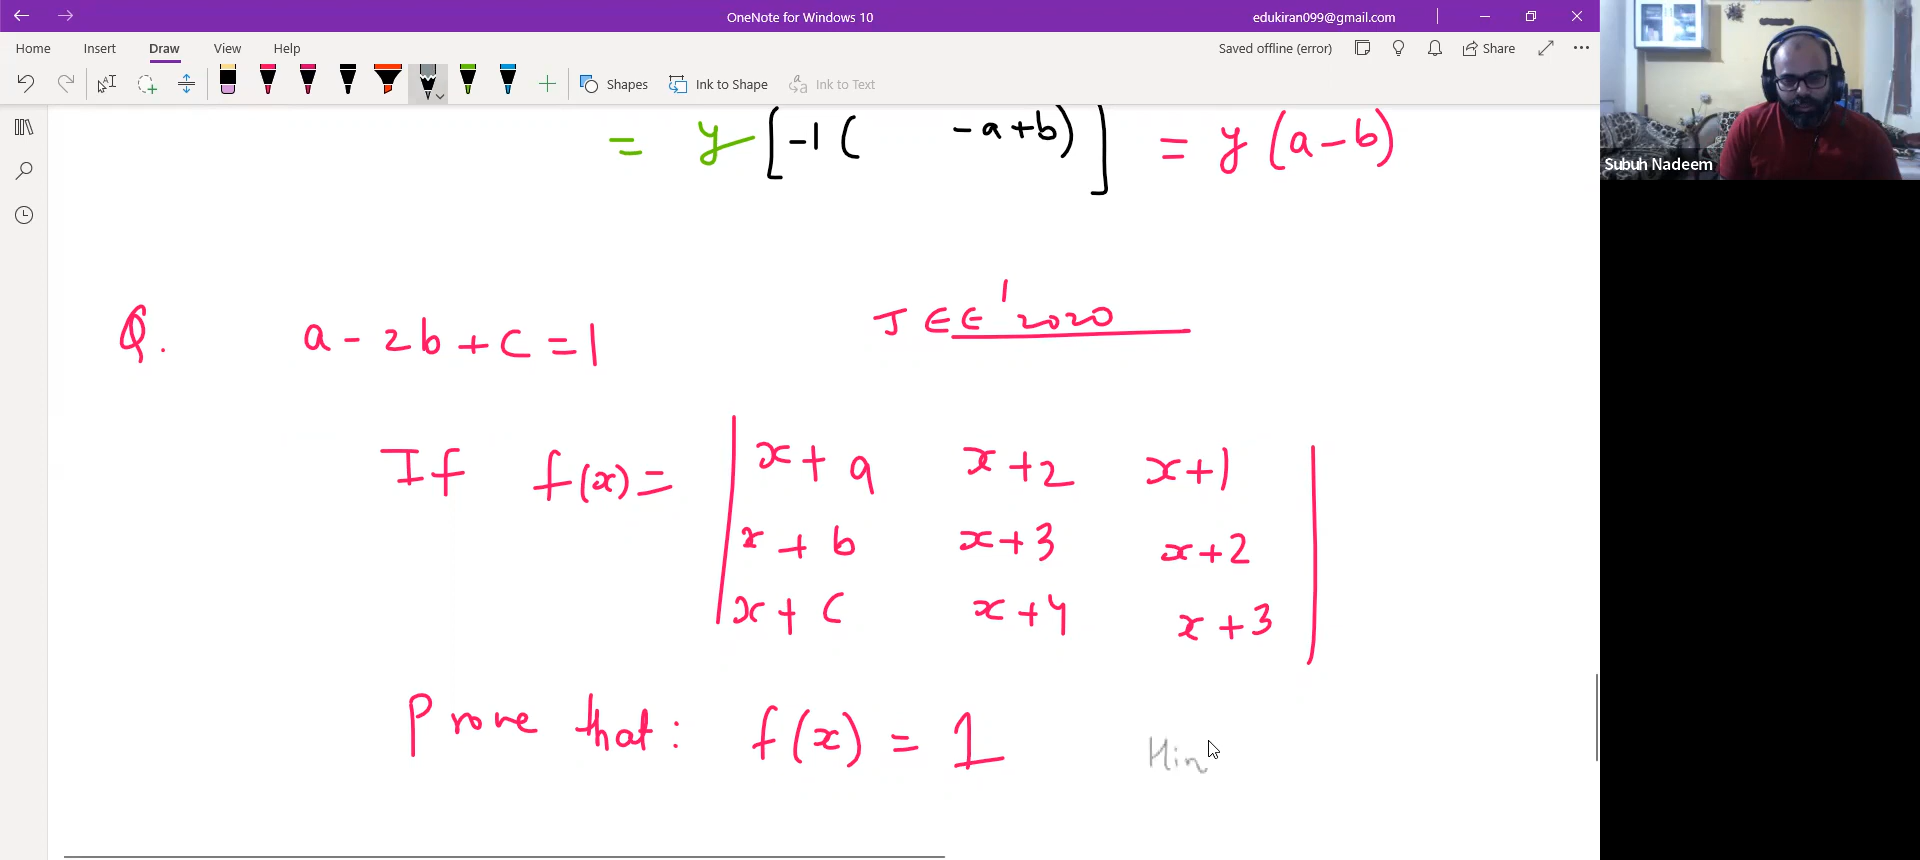 OneNote for Windows 10 edukiran099@gmail.com
Home Insert Draw View Help Saved offline (error) Share
Shapes Ink to Shape Ink to Text
= y [-1 ( -a+b) ] = y (a-b)
Subuh Nadeem
Q. a - 2b + c = 1 JEE'2020
If f(x) = | x + a x + 2 x + 1 |
| x + b x + 3 x + 2 |
| x + c x + 4 x + 3 |
Prove that: f(x) = 1 Hin